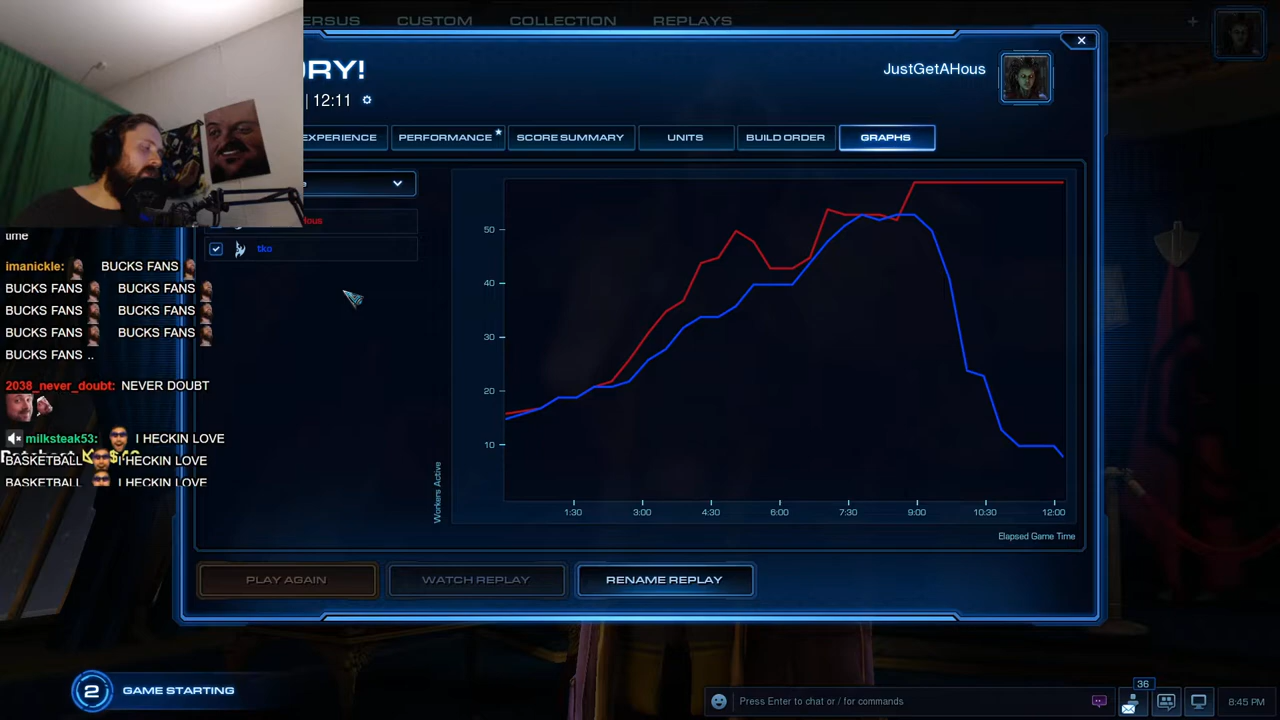 VERSUS CUSTOM COLLECTION REPLAYS
ORY!
JustGetAHous
| 12:11
EXPERIENCE PERFORMANCE SCORE SUMMARY UNITS BUILD ORDER GRAPHS
ous
tko
50
40
30
20
10
Workers Active
1:30 3:00 4:30 6:00 7:30 9:00 10:30 12:00
Elapsed Game Time
PLAY AGAIN WATCH REPLAY RENAME REPLAY
time
imanickle: BUCKS FANS
BUCKS FANS BUCKS FANS
BUCKS FANS BUCKS FANS
BUCKS FANS BUCKS FANS
BUCKS FANS ..
2038_never_doubt: NEVER DOUBT
milksteak53: I HECKIN LOVE
BASKETBALL I HECKIN LOVE
BASKETBALL I HECKIN LOVE
2 GAME STARTING
36
Press Enter to chat or / for commands
8:45 PM